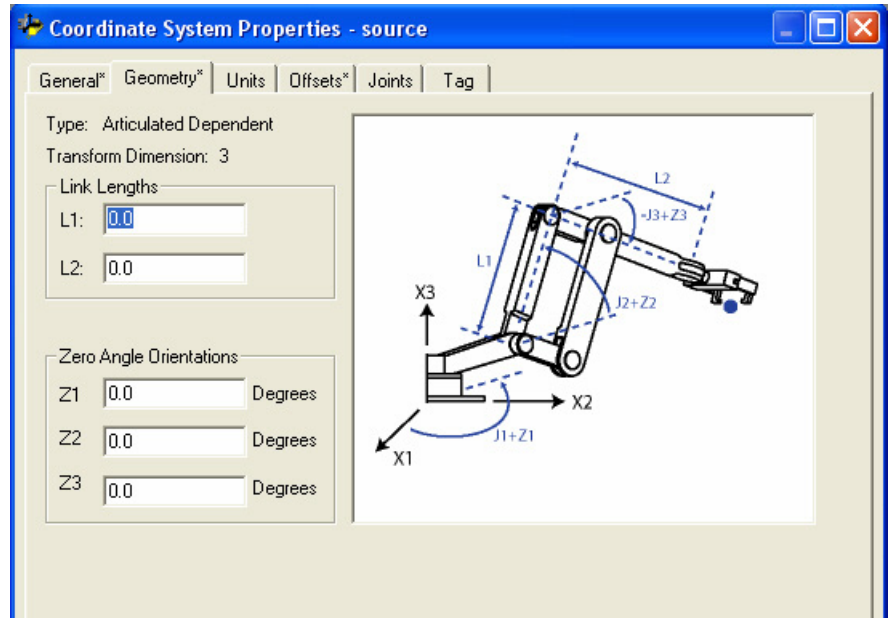 Coordinate System Properties - source
General* Geometry* Units Offsets* Joints Tag
Type: Articulated Dependent
Transform Dimension: 3
Link Lengths
L1: 0.0
L2: 0.0
Zero Angle Orientations
Z1 0.0 Degrees
Z2 0.0 Degrees
Z3 0.0 Degrees
L2
-J3+Z3
L1
J2+Z2
X3
X2
J1+Z1
X1